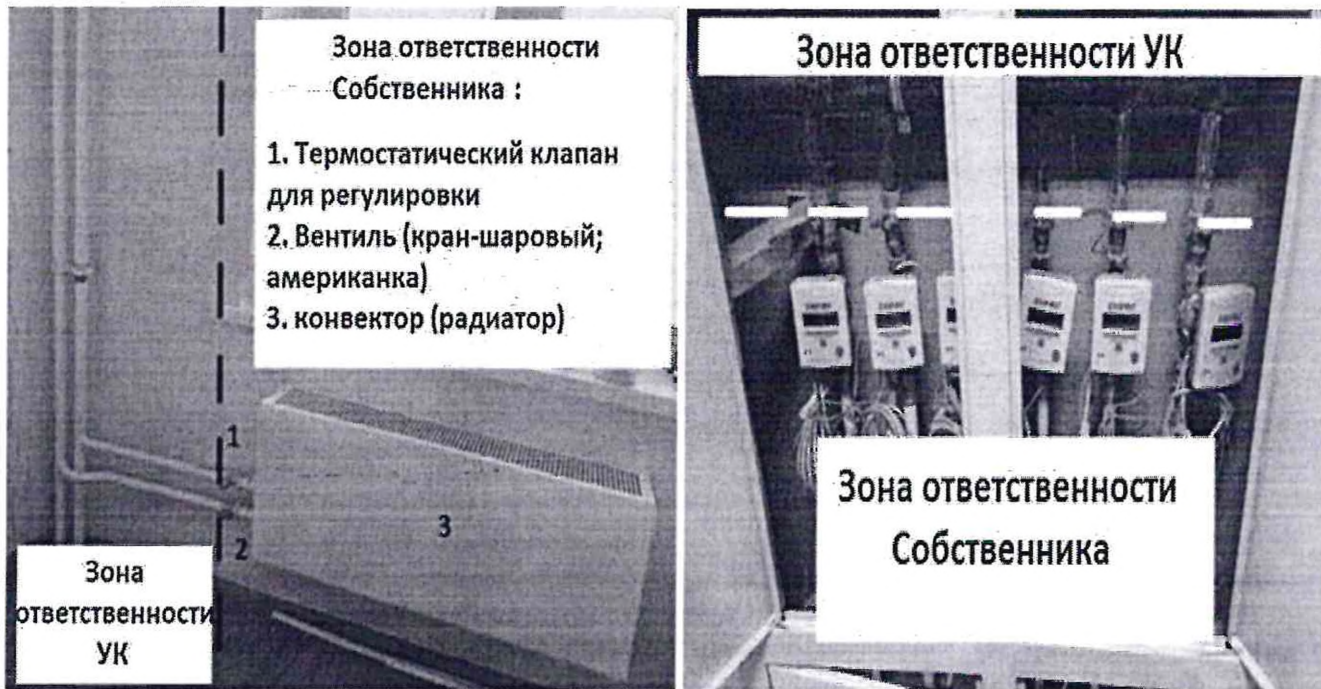 Зона ответственности
Собственника :
1. Термостатический клапан
для регулировки
2. Вентиль (кран-шаровый;
американка)
3. конвектор (радиатор)
1
2
3
Зона
ответственности
УК
Зона ответственности УК
Зона ответственности
Собственника